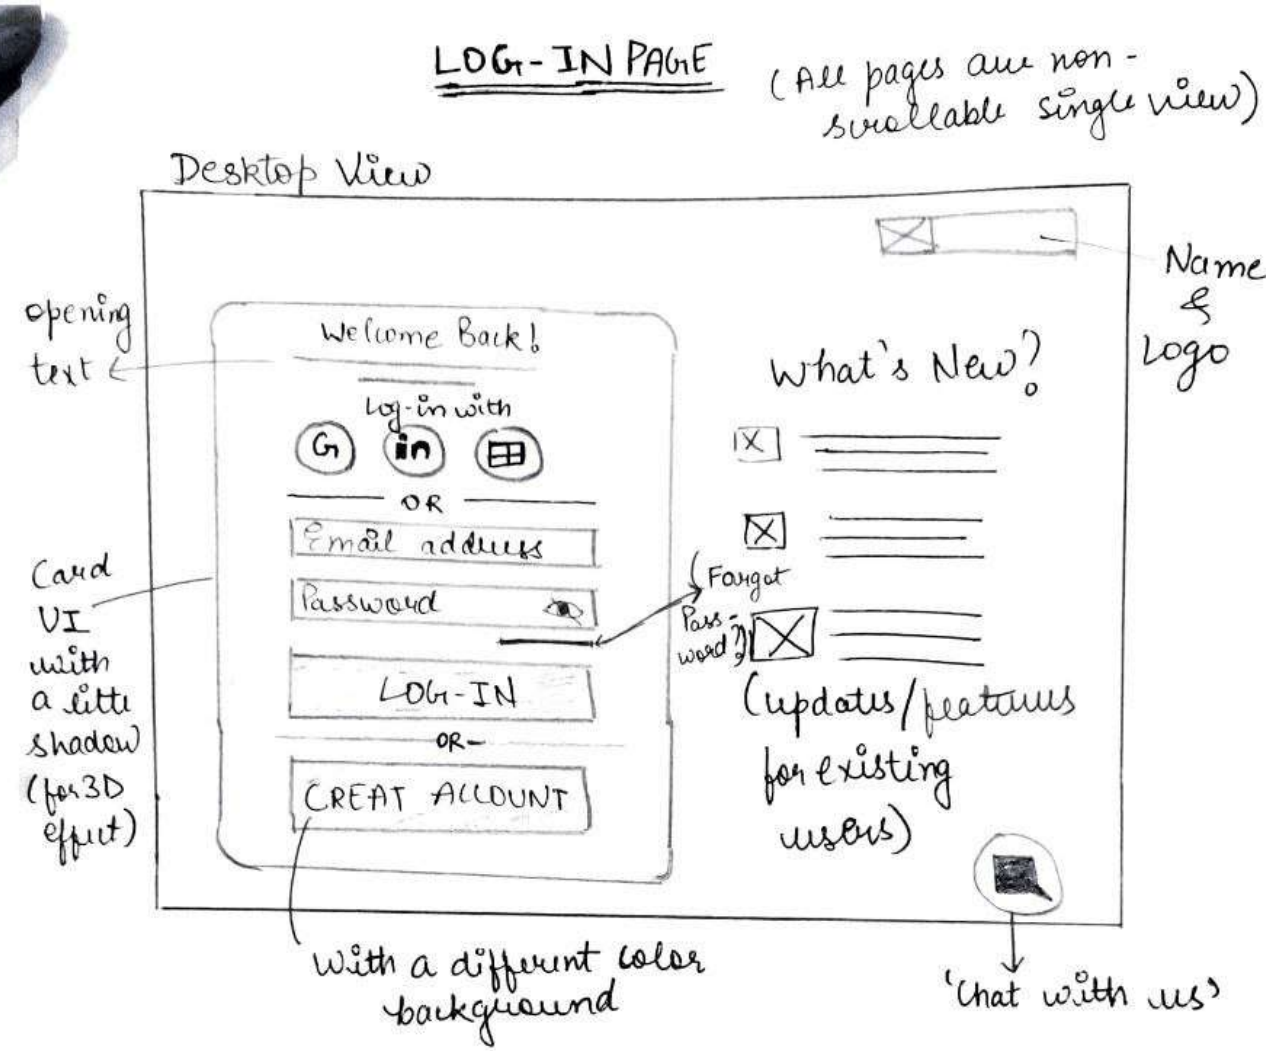 LOG-IN PAGE
(All pages are non-
scrollable single view)
Desktop View
Name
&
Logo
opening
text
Welcome Back!
Log-in with
G
in
OR
Email address
Password
(Forgot
Pass-
word?)
LOG-IN
-OR-
CREAT ACCOUNT
What's New?
(updates/features
for existing
users)
Card
UI
with
a litte
shadow
(for 3D
effect)
With a different color
background
'Chat with us'